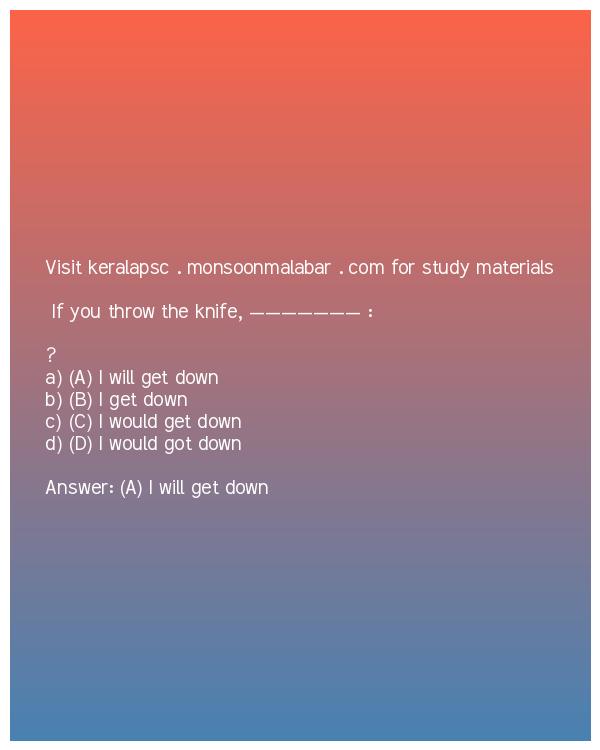 Visit keralapsc . monsoonmalabar . com for study materials
If you throw the knife, ——————— :
?
a) (A) I will get down
b) (B) I get down
c) (C) I would get down
d) (D) I would got down
Answer: (A) I will get down